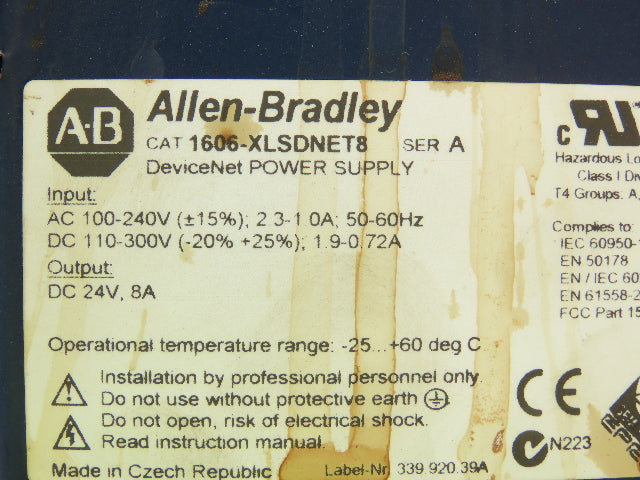 A-B Allen-Bradley
CAT 1606-XLSDNET8 SER A
DeviceNet POWER SUPPLY
Input:
AC 100-240V (±15%); 2.3-1.0A; 50-60Hz
DC 110-300V (-20% +25%); 1.9-0.72A
Output:
DC 24V, 8A
Operational temperature range: -25...+60 deg C
Installation by professional personnel only.
Do not use without protective earth
Do not open, risk of electrical shock.
Read instruction manual.
Made in Czech Republic Label-Nr. 339.920.39A
c
Hazardous Lo
Class I Div
T4 Groups. A,
Complies to:
IEC 60950-
EN 50178
EN / IEC 60
EN 61558-2
FCC Part 15
CE
N223